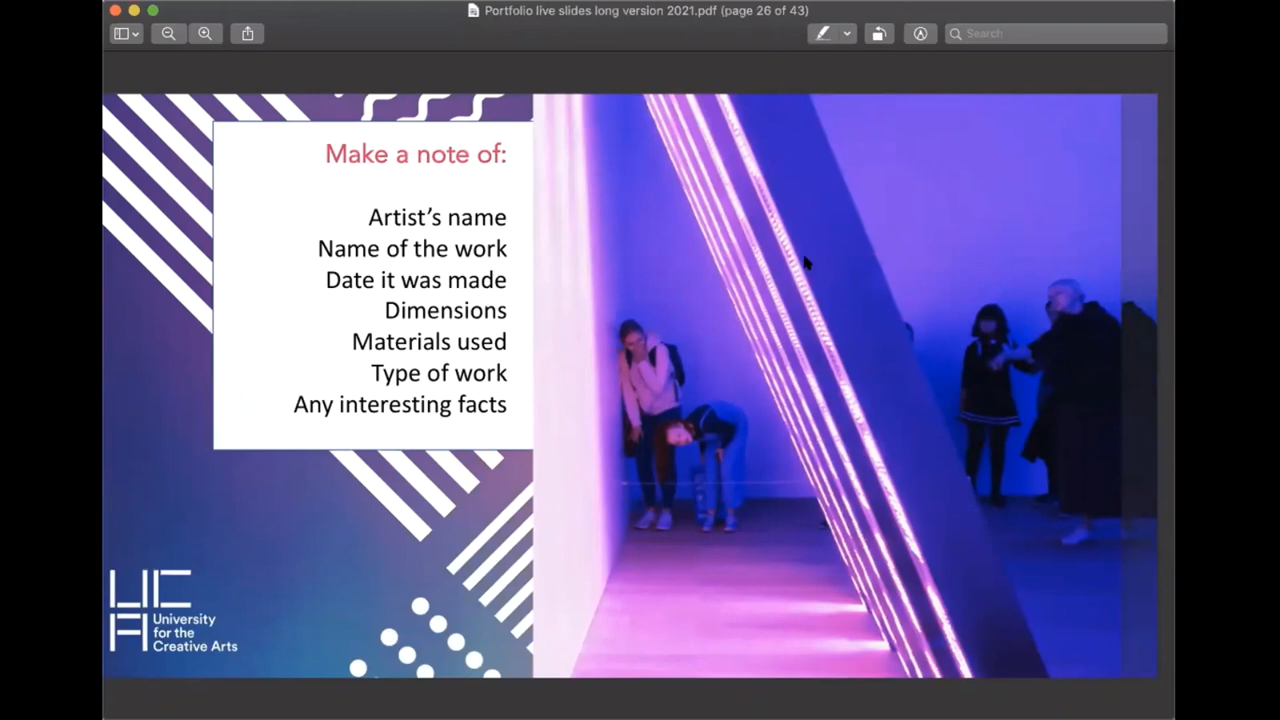 Portfolio live slides long version 2021.pdf (page 26 of 43)
Search
Make a note of:
Artist’s name
Name of the work
Date it was made
Dimensions
Materials used
Type of work
Any interesting facts
UCA
University
for the
Creative Arts